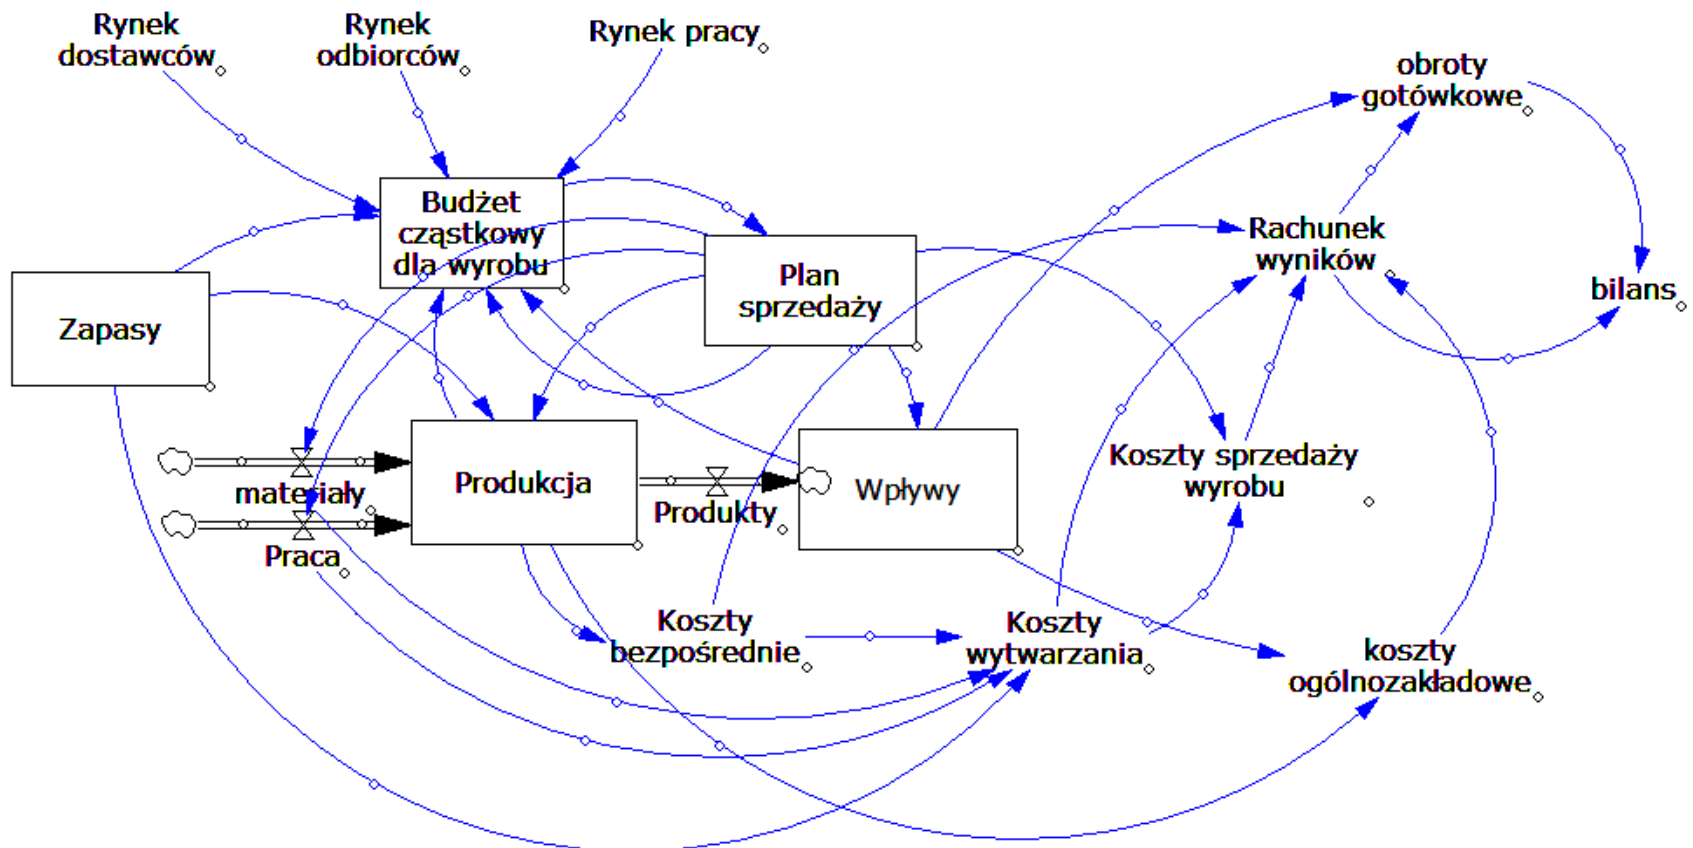 Rynek
dostawców
Rynek
odbiorców
Rynek pracy
obroty
gotówkowe
Budżet
cząstkowy
dla wyrobu
Plan
sprzedaży
Rachunek
wyników
bilans
Zapasy
Produkcja
Wpływy
Koszty sprzedaży
wyrobu
materiały
Produkty
Praca
Koszty
bezpośrednie
Koszty
wytwarzania
koszty
ogólnozakładowe